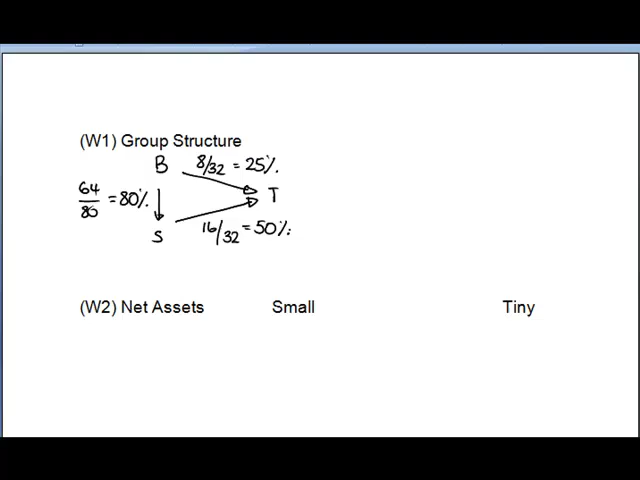 (W1) Group Structure
B 8/32 = 25%.
64/80 = 80%. T
S 16/32 = 50%.
(W2) Net Assets Small Tiny